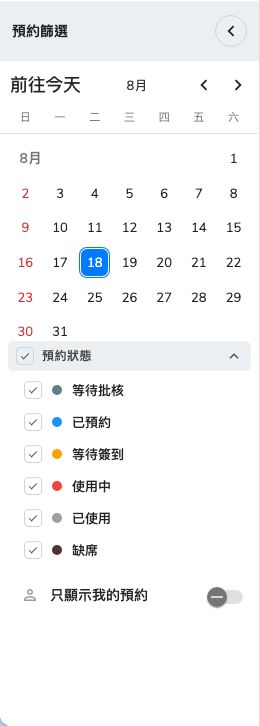 預約篩選
前往今天 8月
日 一 二 三 四 五 六
8月 1
2 3 4 5 6 7 8
9 10 11 12 13 14 15
16 17 18 19 20 21 22
23 24 25 26 27 28 29
30 31
預約狀態
等待批核
已預約
等待簽到
使用中
已使用
缺席
只顯示我的預約